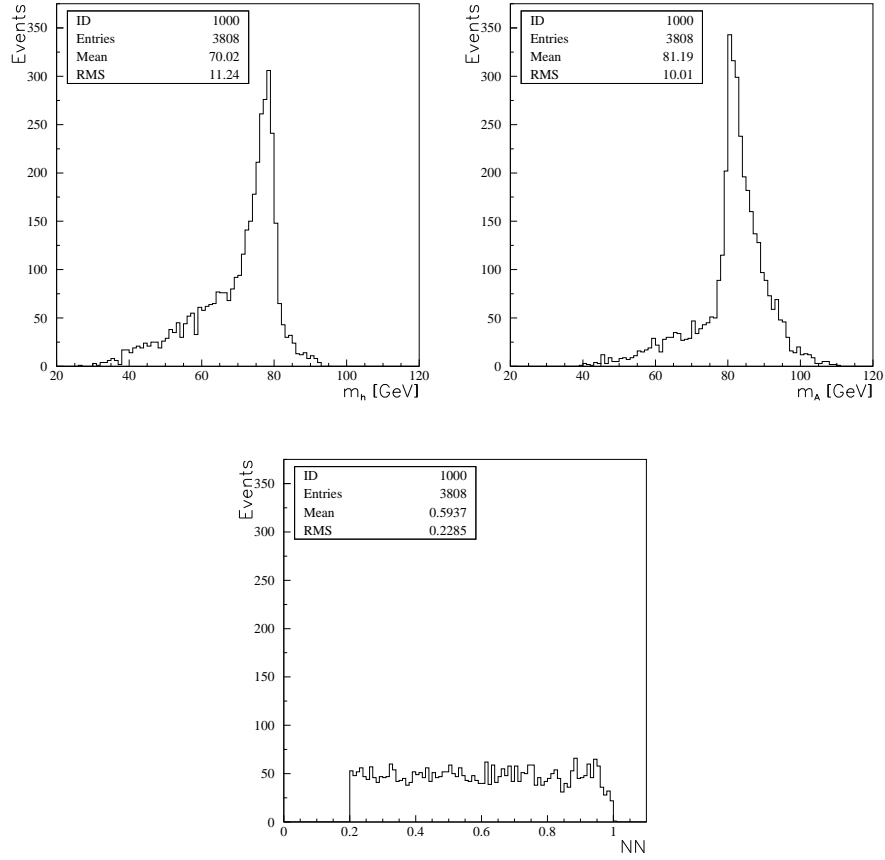 ID 1000
Entries 3808
Mean 70.02
RMS 11.24
Events
350
300
250
200
150
100
50
0
20 40 60 80 100 120
m_h [GeV]
ID 1000
Entries 3808
Mean 81.19
RMS 10.01
Events
350
300
250
200
150
100
50
0
20 40 60 80 100 120
m_A [GeV]
ID 1000
Entries 3808
Mean 0.5937
RMS 0.2285
Events
350
300
250
200
150
100
50
0
0 0.2 0.4 0.6 0.8 1
NN